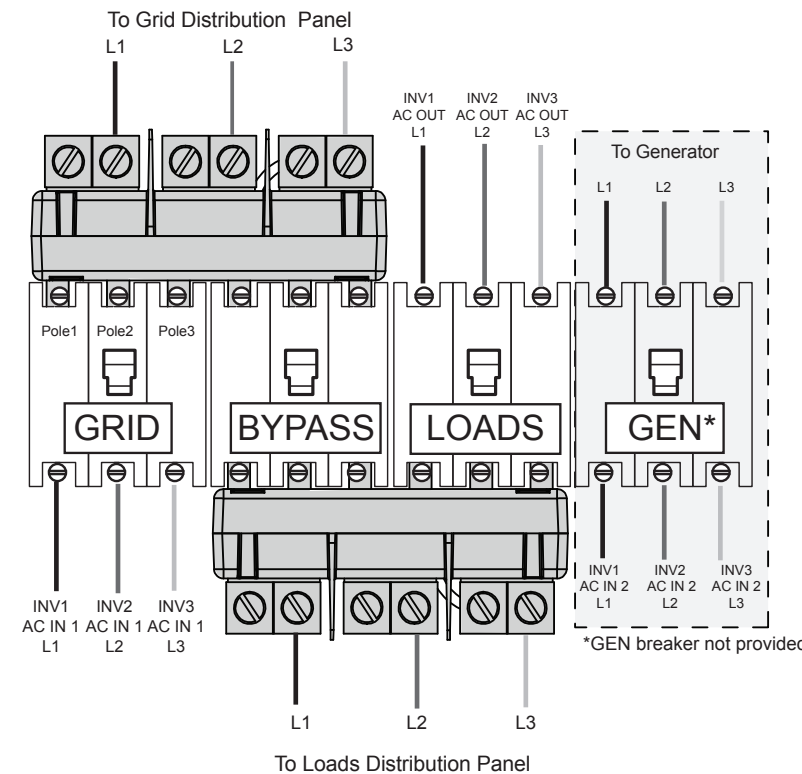 To Grid Distribution Panel
L1 L2 L3
INV1 AC OUT L1
INV2 AC OUT L2
INV3 AC OUT L3
To Generator
L1 L2 L3
Pole1 Pole2 Pole3
GRID BYPASS LOADS GEN*
INV1 AC IN 1 L1
INV2 AC IN 1 L2
INV3 AC IN 1 L3
INV1 AC IN 2 L1
INV2 AC IN 2 L2
INV3 AC IN 2 L3
*GEN breaker not provided
L1 L2 L3
To Loads Distribution Panel